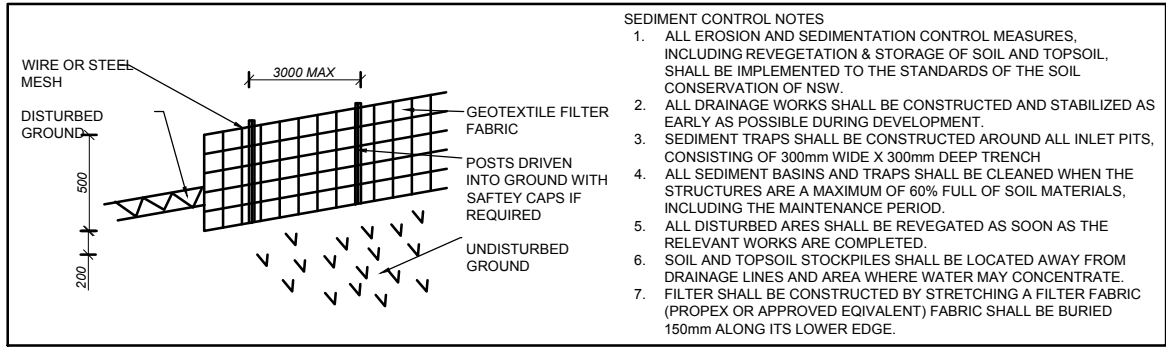 WIRE OR STEEL
MESH
DISTURBED
GROUND
3000 MAX
500
200
GEOTEXTILE FILTER
FABRIC
POSTS DRIVEN
INTO GROUND WITH
SAFTEY CAPS IF
REQUIRED
UNDISTURBED
GROUND
SEDIMENT CONTROL NOTES
1. ALL EROSION AND SEDIMENTATION CONTROL MEASURES,
INCLUDING REVEGETATION & STORAGE OF SOIL AND TOPSOIL,
SHALL BE IMPLEMENTED TO THE STANDARDS OF THE SOIL
CONSERVATION OF NSW.
2. ALL DRAINAGE WORKS SHALL BE CONSTRUCTED AND STABILIZED AS
EARLY AS POSSIBLE DURING DEVELOPMENT.
3. SEDIMENT TRAPS SHALL BE CONSTRUCTED AROUND ALL INLET PITS,
CONSISTING OF 300mm WIDE X 300mm DEEP TRENCH
4. ALL SEDIMENT BASINS AND TRAPS SHALL BE CLEANED WHEN THE
STRUCTURES ARE A MAXIMUM OF 60% FULL OF SOIL MATERIALS,
INCLUDING THE MAINTENANCE PERIOD.
5. ALL DISTURBED ARES SHALL BE REVEGATED AS SOON AS THE
RELEVANT WORKS ARE COMPLETED.
6. SOIL AND TOPSOIL STOCKPILES SHALL BE LOCATED AWAY FROM
DRAINAGE LINES AND AREA WHERE WATER MAY CONCENTRATE.
7. FILTER SHALL BE CONSTRUCTED BY STRETCHING A FILTER FABRIC
(PROPEX OR APPROVED EQIVALENT) FABRIC SHALL BE BURIED
150mm ALONG ITS LOWER EDGE.